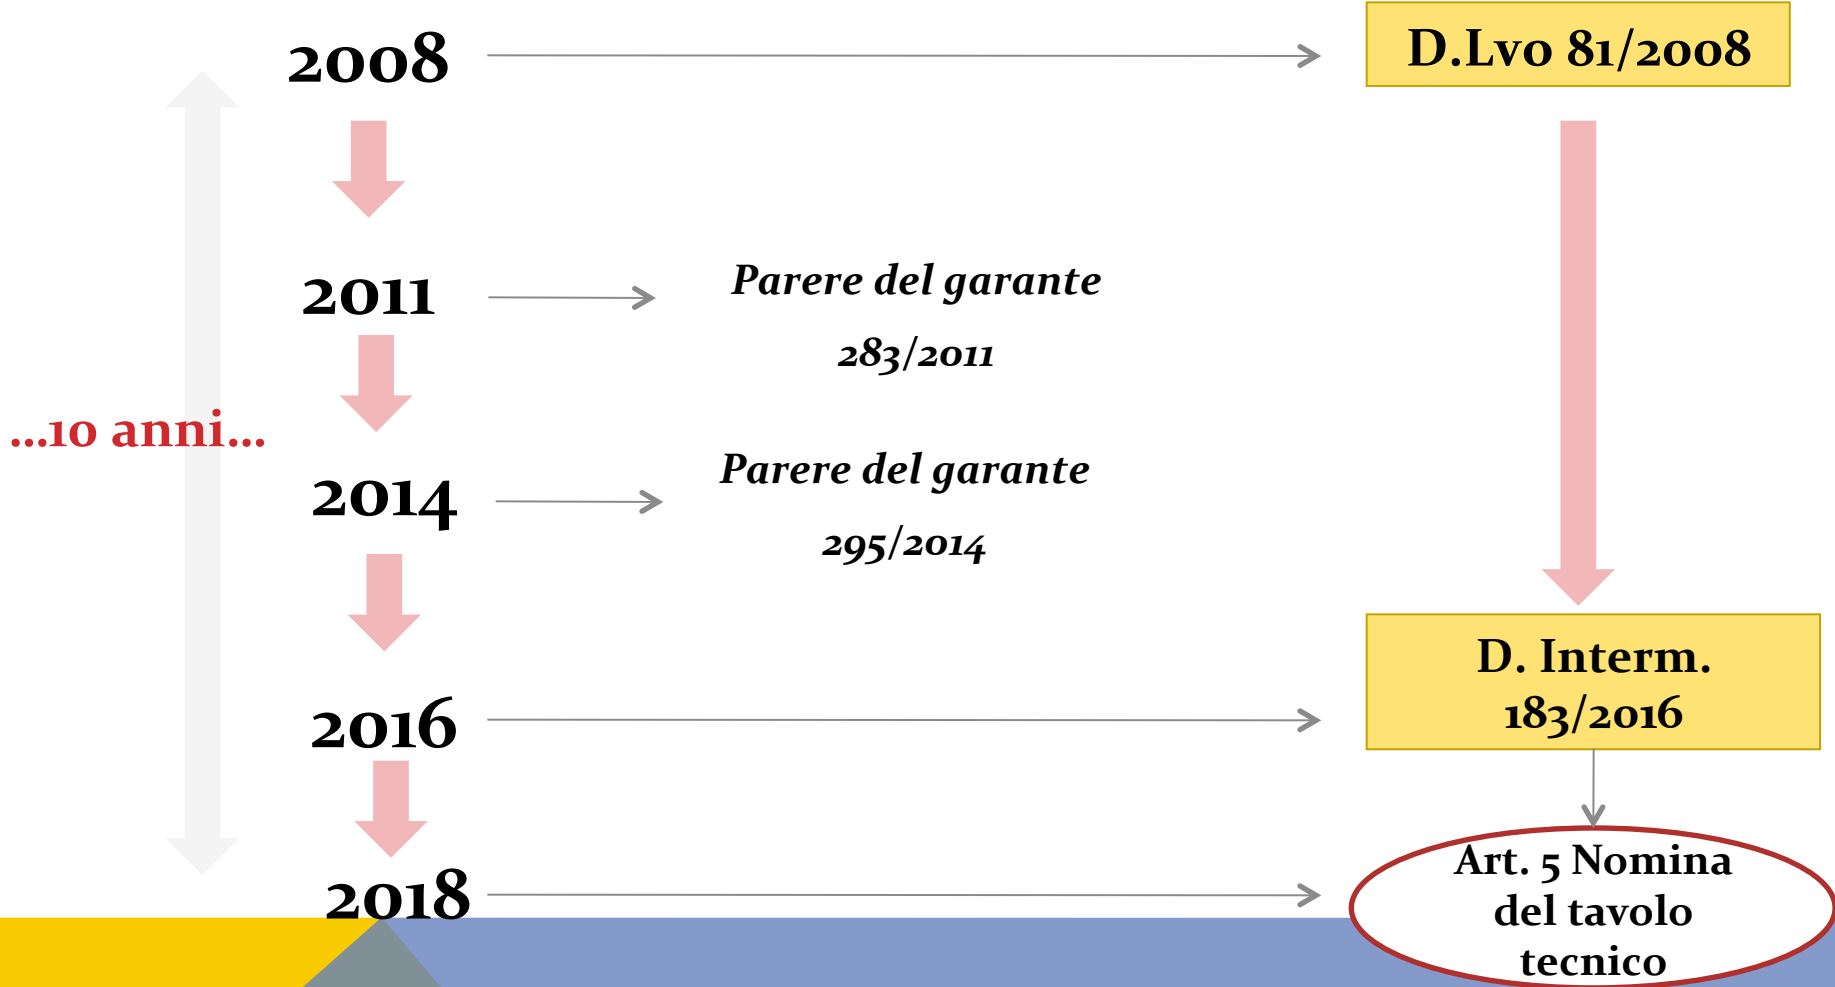 2008
D.Lvo 81/2008
2011
Parere del garante
283/2011
...10 anni...
2014
Parere del garante
295/2014
2016
D. Interm.
183/2016
2018
Art. 5 Nomina
del tavolo
tecnico